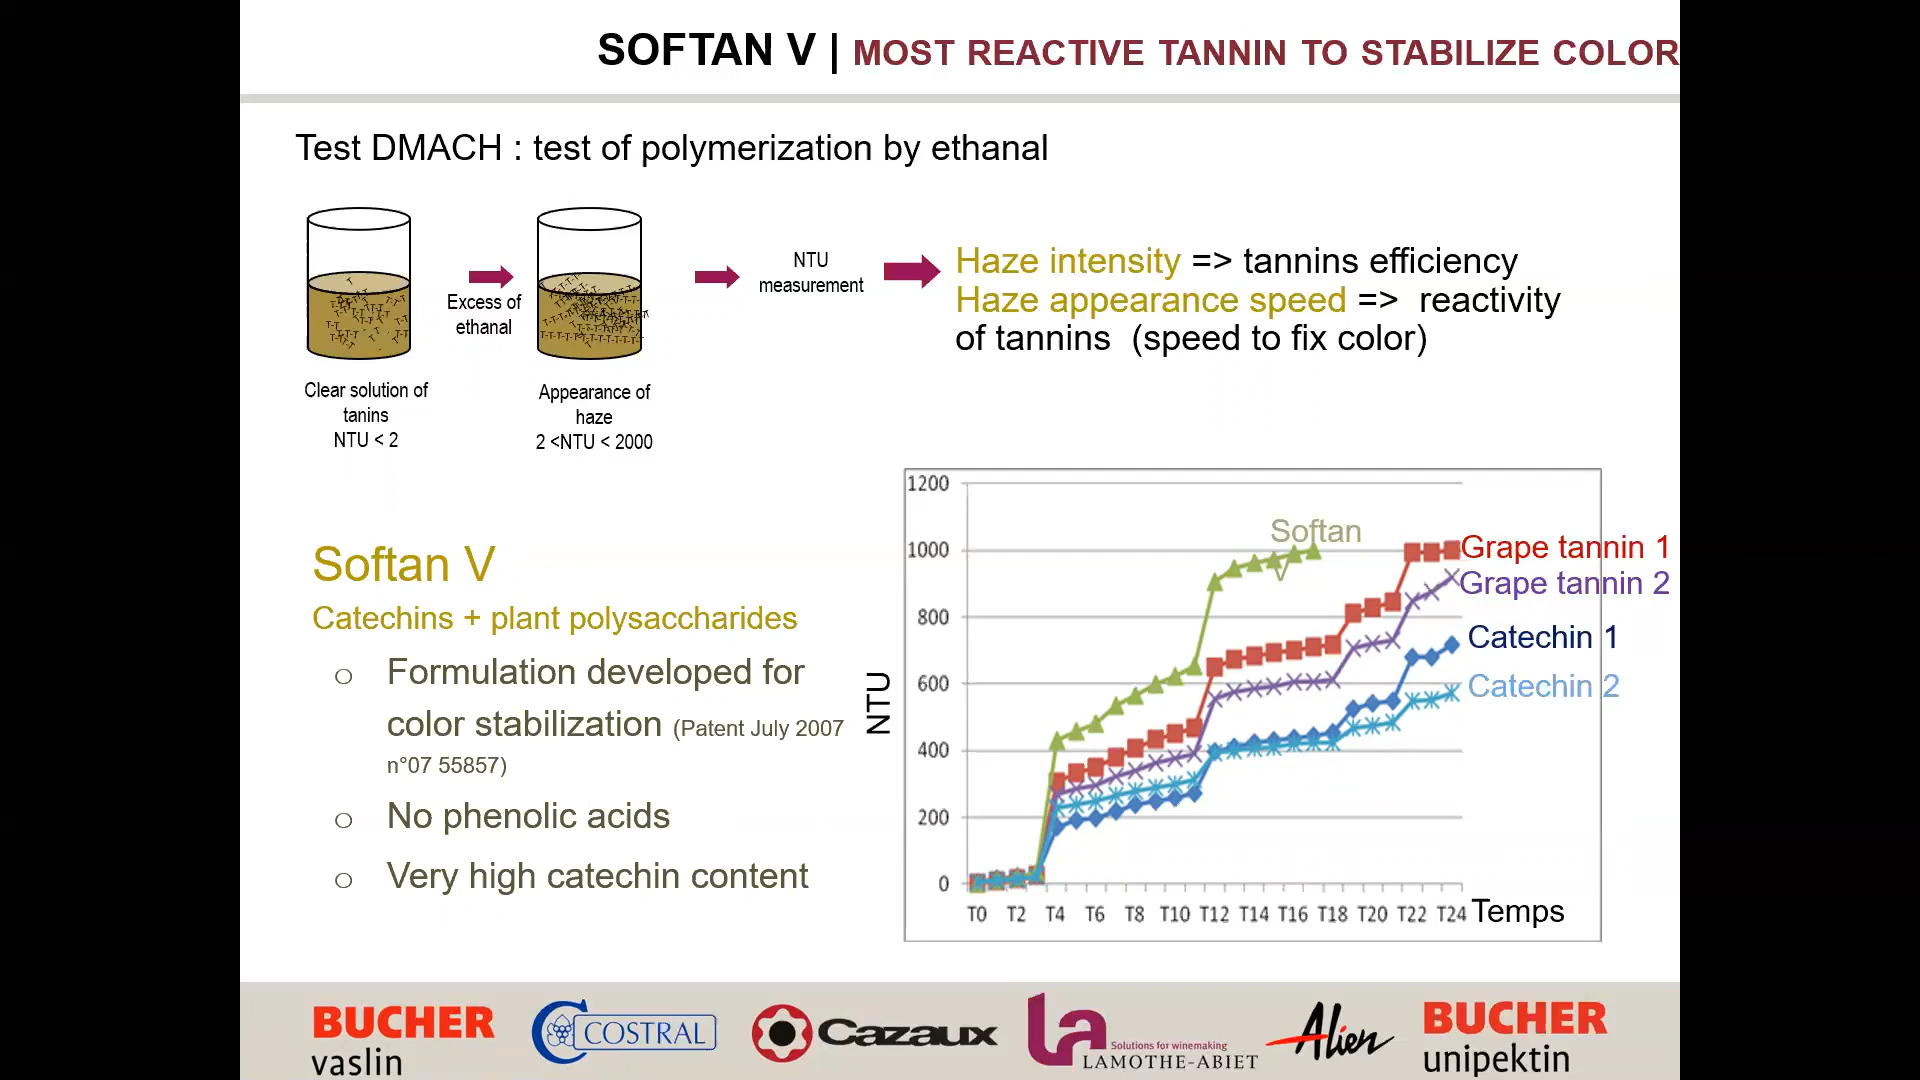 SOFTAN V | MOST REACTIVE TANNIN TO STABILIZE COLOR
Test DMACH : test of polymerization by ethanal
Excess of
ethanal
NTU
measurement
Haze intensity => tannins efficiency
Haze appearance speed => reactivity
of tannins (speed to fix color)
Clear solution of
tanins
NTU < 2
Appearance of
haze
2 <NTU < 2000
Softan V
Catechins + plant polysaccharides
o Formulation developed for
color stabilization (Patent July 2007
n°07 55857)
o No phenolic acids
o Very high catechin content
NTU
1200
1000
800
600
400
200
0
Softan
V
Grape tannin 1
Grape tannin 2
Catechin 1
Catechin 2
T0 T2 T4 T6 T8 T10 T12 T14 T16 T18 T20 T22 T24 Temps
BUCHER
vaslin
COSTRAL
Cazaux
la
Solutions for winemaking
LAMOTHE-ABIET
Alien
BUCHER
unipektin